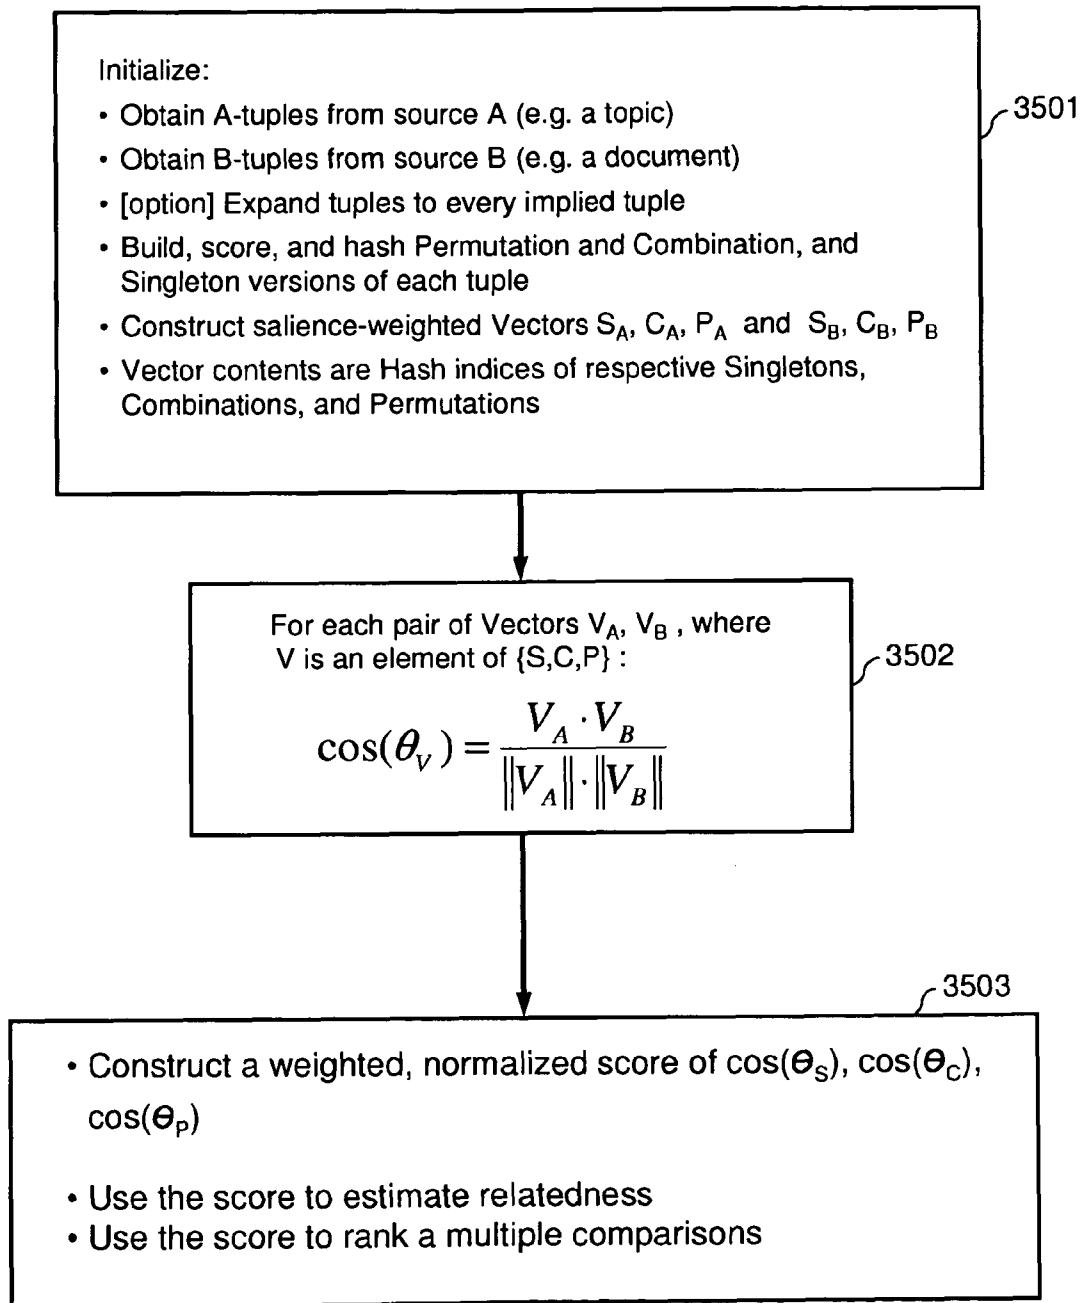 Initialize:
• Obtain A-tuples from source A (e.g. a topic)
3501
• Obtain B-tuples from source B (e.g. a document)
• [option] Expand tuples to every implied tuple
• Build, score, and hash Permutation and Combination, and
Singleton versions of each tuple
• Construct salience-weighted Vectors S_A, C_A, P_A and S_B, C_B, P_B
• Vector contents are Hash indices of respective Singletons,
Combinations, and Permutations
For each pair of Vectors V_A, V_B , where
V is an element of {S,C,P} :
3502
cos(θ_V) = (V_A · V_B) / (‖V_A‖ · ‖V_B‖)
3503
• Construct a weighted, normalized score of cos(Θ_S), cos(Θ_C),
cos(Θ_P)
• Use the score to estimate relatedness
• Use the score to rank a multiple comparisons